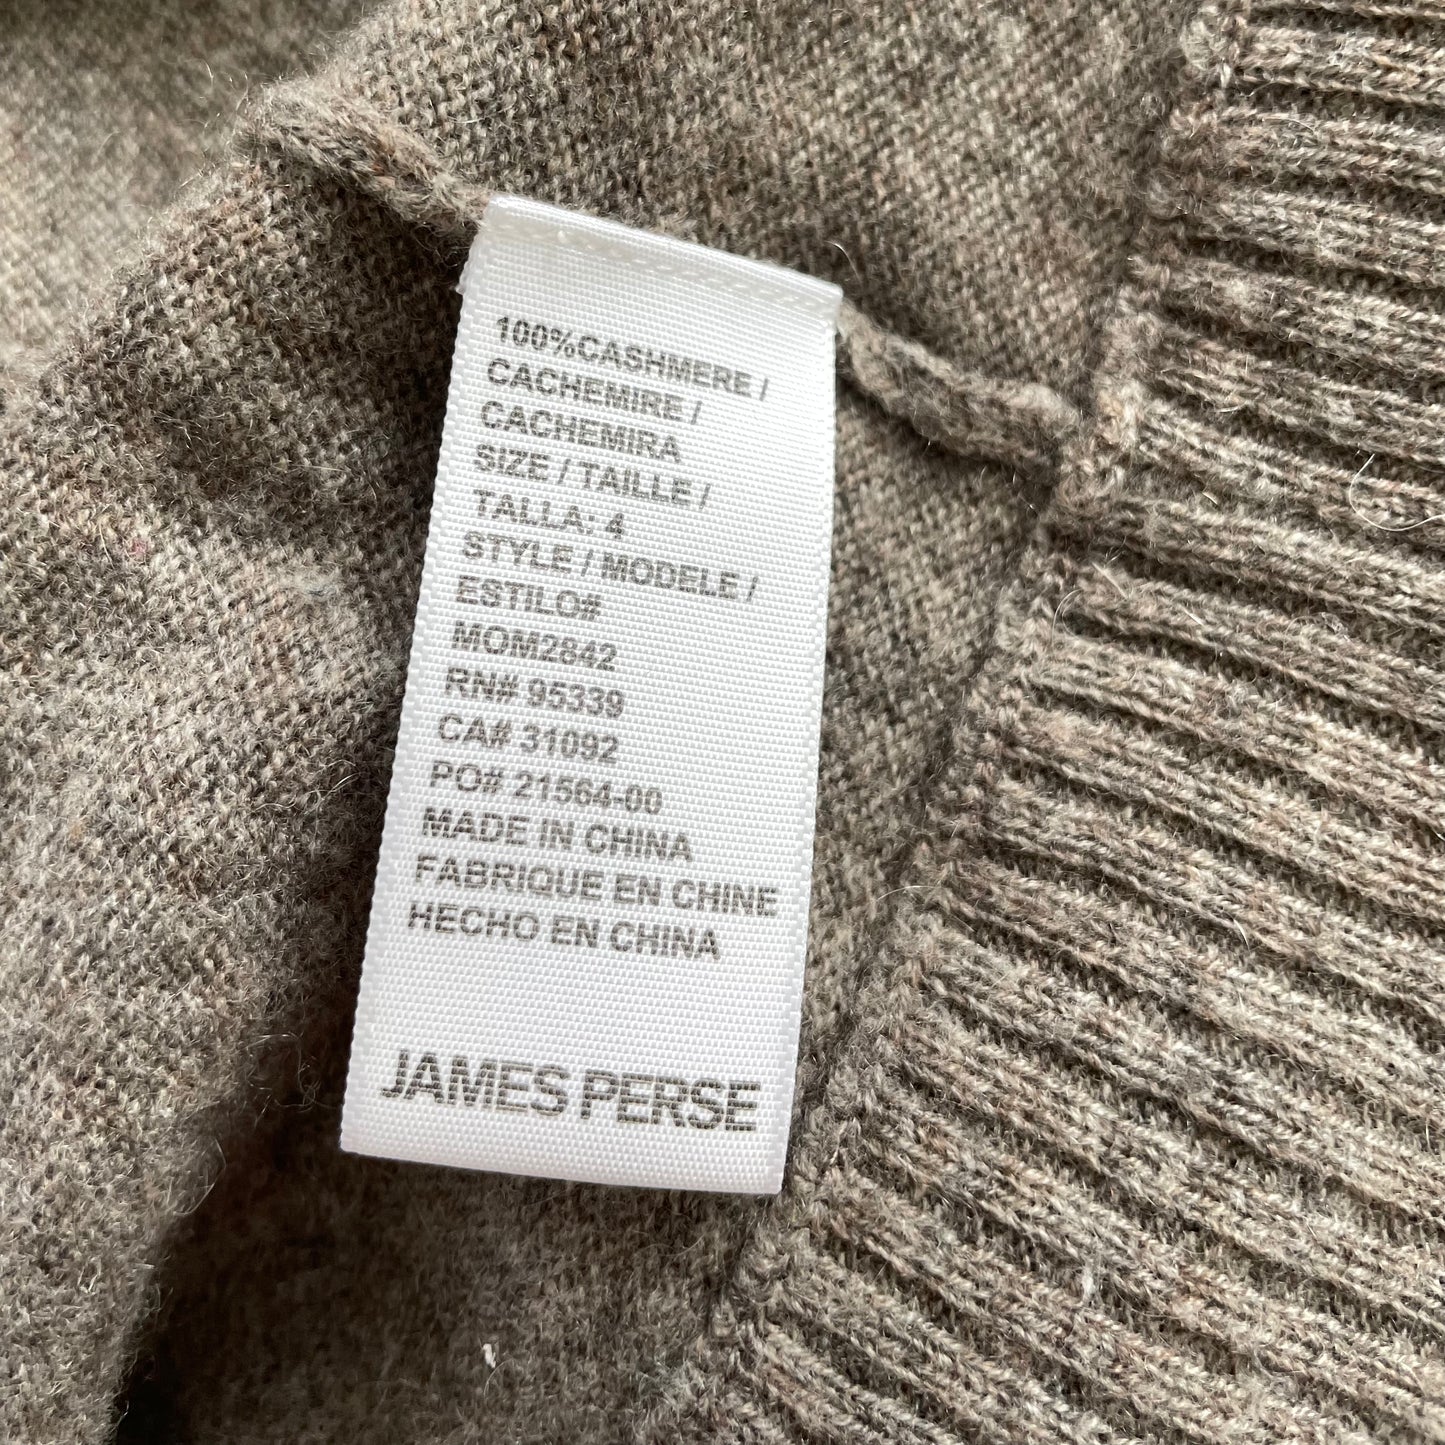 100%CASHMERE /
CACHEMIRE /
CACHEMIRA
SIZE / TAILLE /
TALLA: 4
STYLE / MODELE /
ESTILO#
MOM2842
RN# 95339
CA# 31092
PO# 21564-00
MADE IN CHINA
FABRIQUE EN CHINE
HECHO EN CHINA
JAMES PERSE